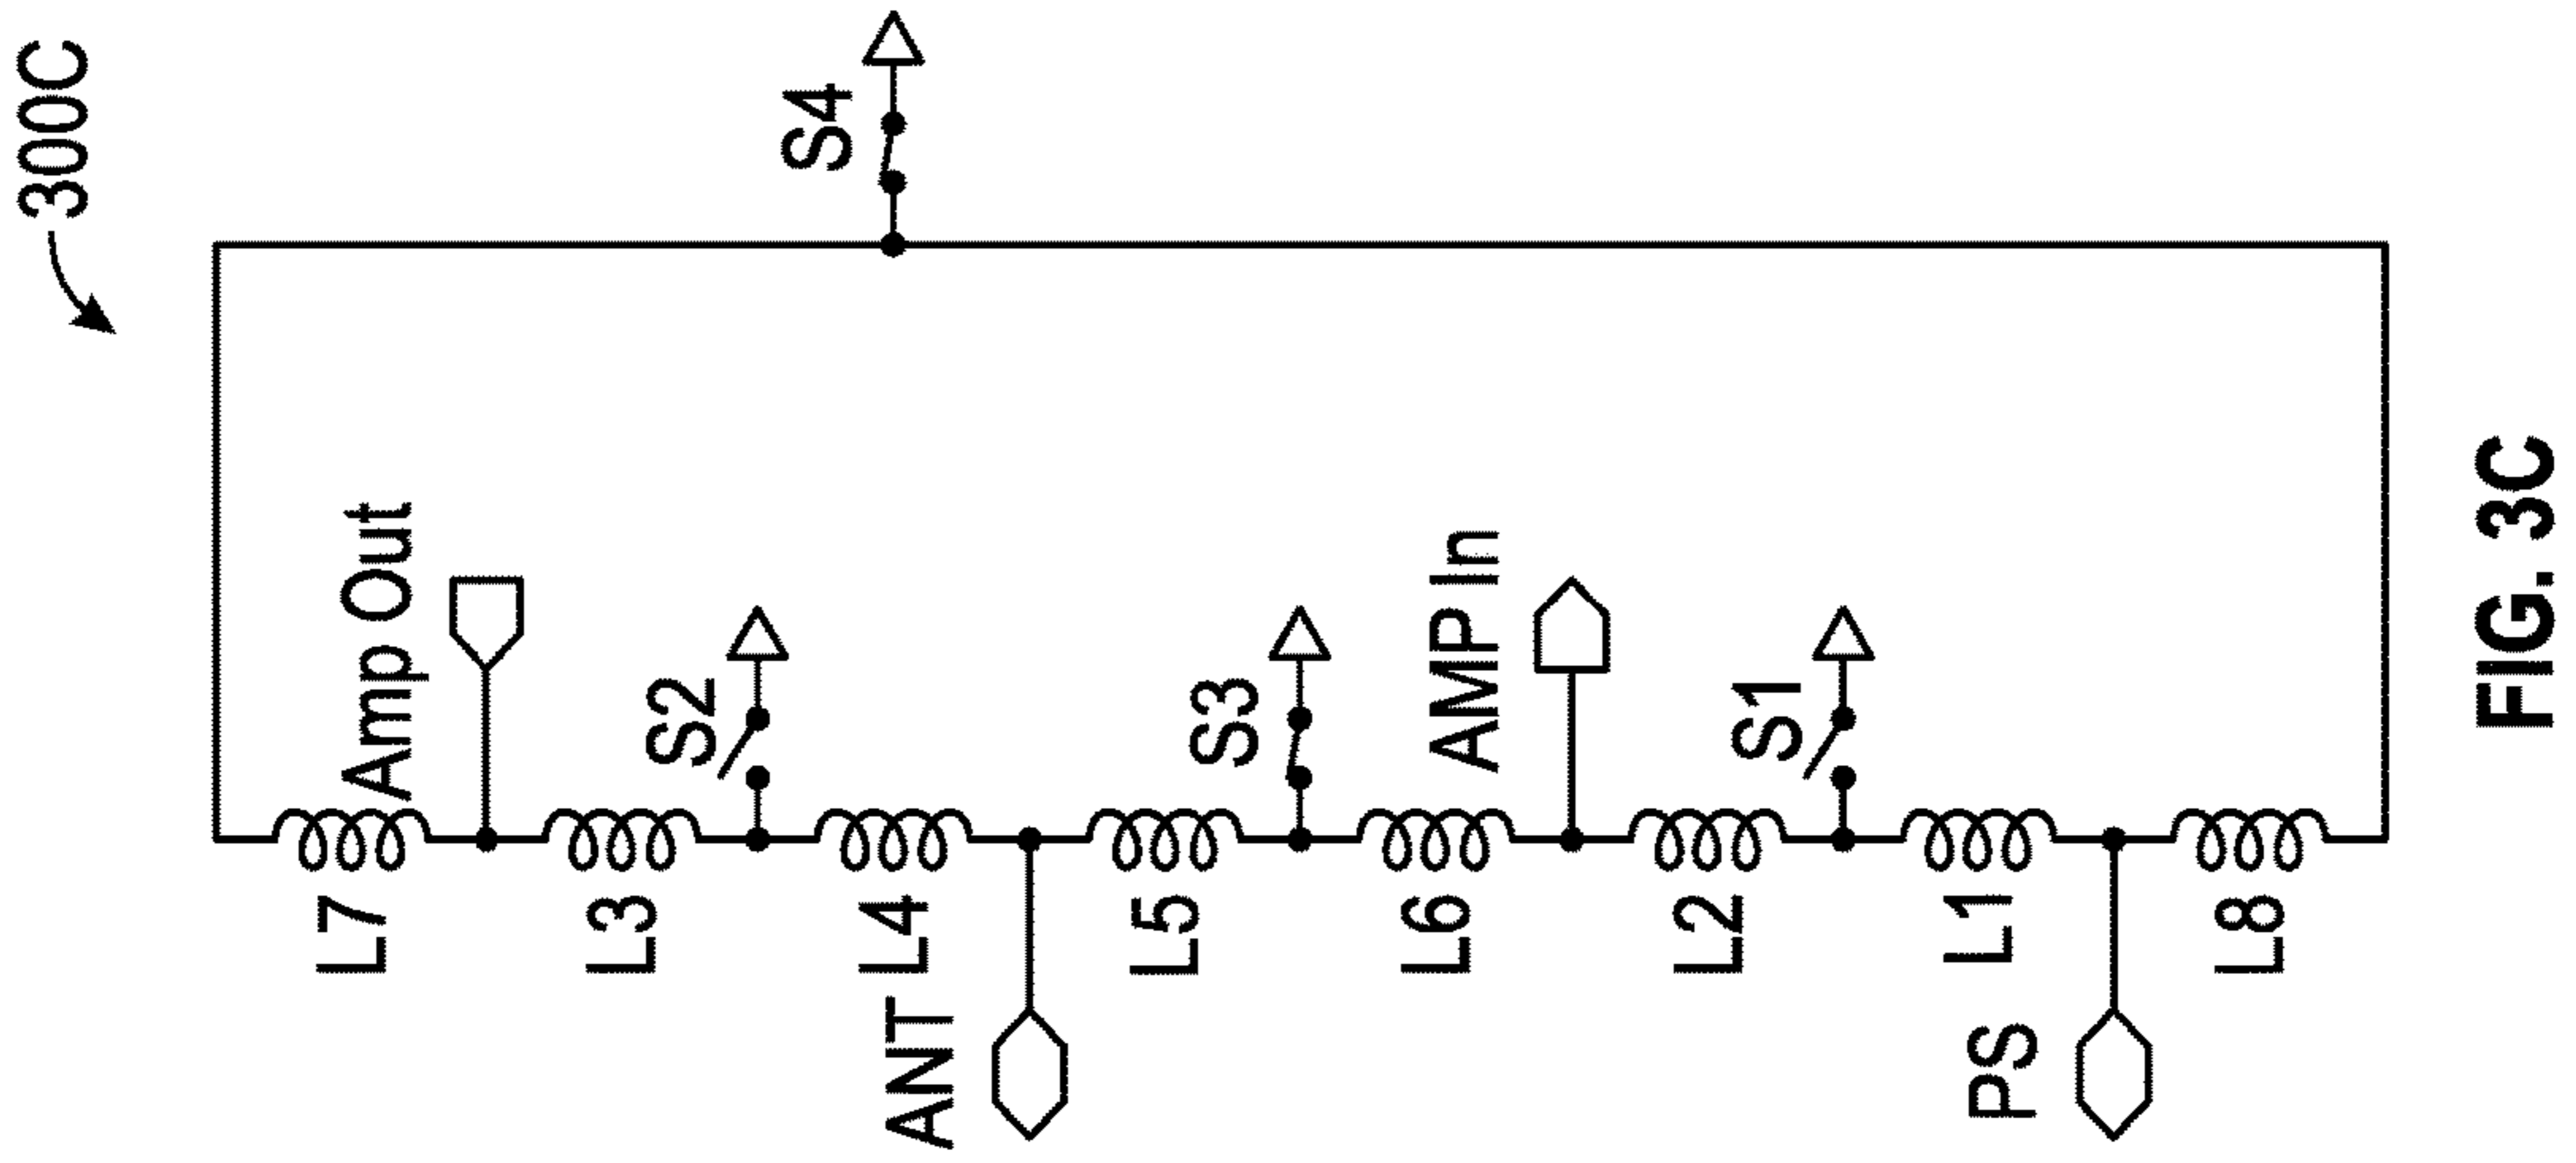 300C
S4
Amp Out
S2
S3
AMP In
S1
L7
L3
L4
L5
L6
L2
L1
L8
ANT
PS
FIG. 3C